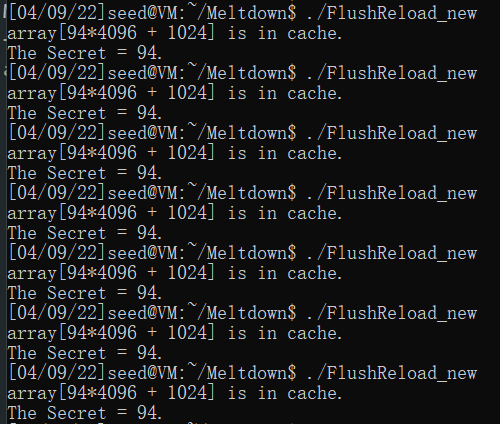 [04/09/22]seed@VM:~/Meltdown$ ./FlushReload_new
array[94*4096 + 1024] is in cache.
The Secret = 94.
[04/09/22]seed@VM:~/Meltdown$ ./FlushReload_new
array[94*4096 + 1024] is in cache.
The Secret = 94.
[04/09/22]seed@VM:~/Meltdown$ ./FlushReload_new
array[94*4096 + 1024] is in cache.
The Secret = 94.
[04/09/22]seed@VM:~/Meltdown$ ./FlushReload_new
array[94*4096 + 1024] is in cache.
The Secret = 94.
[04/09/22]seed@VM:~/Meltdown$ ./FlushReload_new
array[94*4096 + 1024] is in cache.
The Secret = 94.
[04/09/22]seed@VM:~/Meltdown$ ./FlushReload_new
array[94*4096 + 1024] is in cache.
The Secret = 94.
[04/09/22]seed@VM:~/Meltdown$ ./FlushReload_new
array[94*4096 + 1024] is in cache.
The Secret = 94.